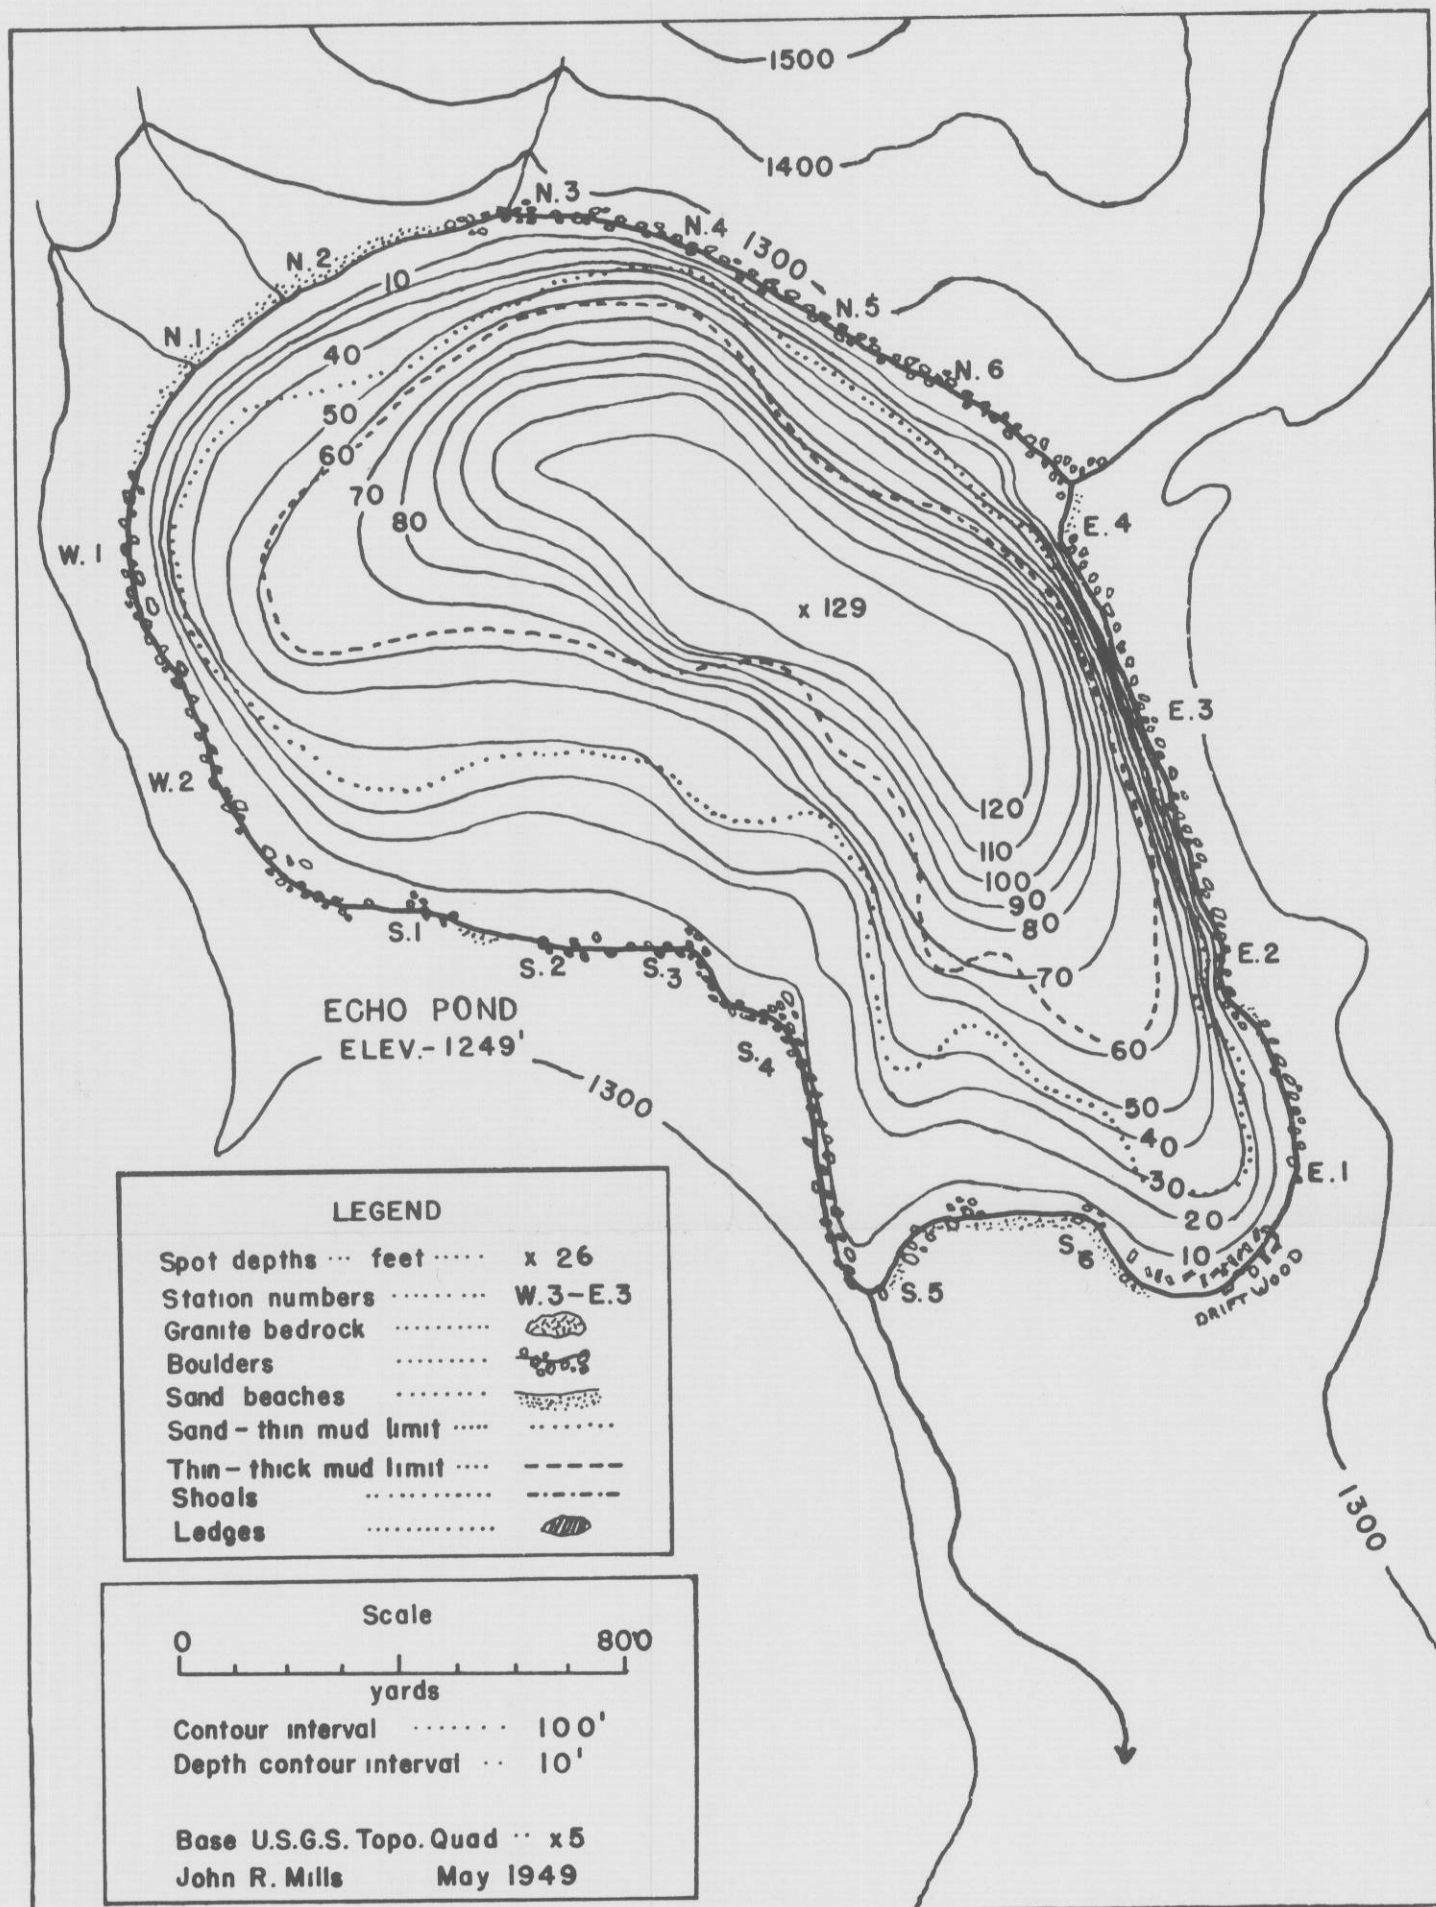 1500
1400
N.3
N.4
1300
N.2
10
N.5
N.1
40
N.6
50
60
70
80
E.4
W.1
x 129
E.3
W.2
120
110
100
90
80
S.1
S.2
S.3
E.2
70
ECHO POND
ELEV.-1249'
S.4
60
1300
50
40
30
E.1
20
S.6
10
S.5
DRIFTWOOD
1300
LEGEND
Spot depths ... feet ..... x 26
Station numbers ........ W.3-E.3
Granite bedrock ..........
Boulders ..........
Sand beaches .........
Sand-thin mud limit ..... ........
Thin-thick mud limit .... -------
Shoals ............. -.-.-.-
Ledges .............
Scale
0 800
yards
Contour interval ....... 100'
Depth contour interval .. 10'
Base U.S.G.S. Topo. Quad .. x5
John R. Mills May 1949